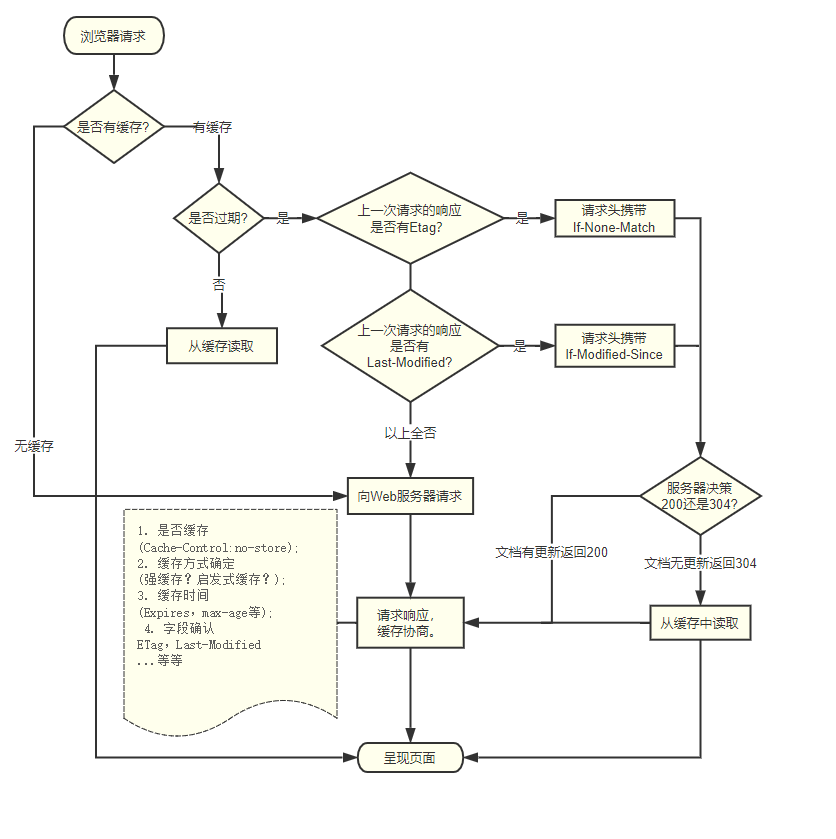 浏览器请求
是否有缓存?
有缓存
是否过期?
是
上一次请求的响应
是否有Etag?
是
请求头携带
If-None-Match
否
从缓存读取
上一次请求的响应
是否有
Last-Modified?
是
请求头携带
If-Modified-Since
无缓存
以上全否
向Web服务器请求
服务器决策
200还是304?
文档有更新返回200
文档无更新返回304
1. 是否缓存
(Cache-Control:no-store);
2. 缓存方式确定
(强缓存？启发式缓存？);
3. 缓存时间
(Expires，max-age等);
4. 字段确认
ETag，Last-Modified
...等等
请求响应，
缓存协商。
从缓存中读取
呈现页面